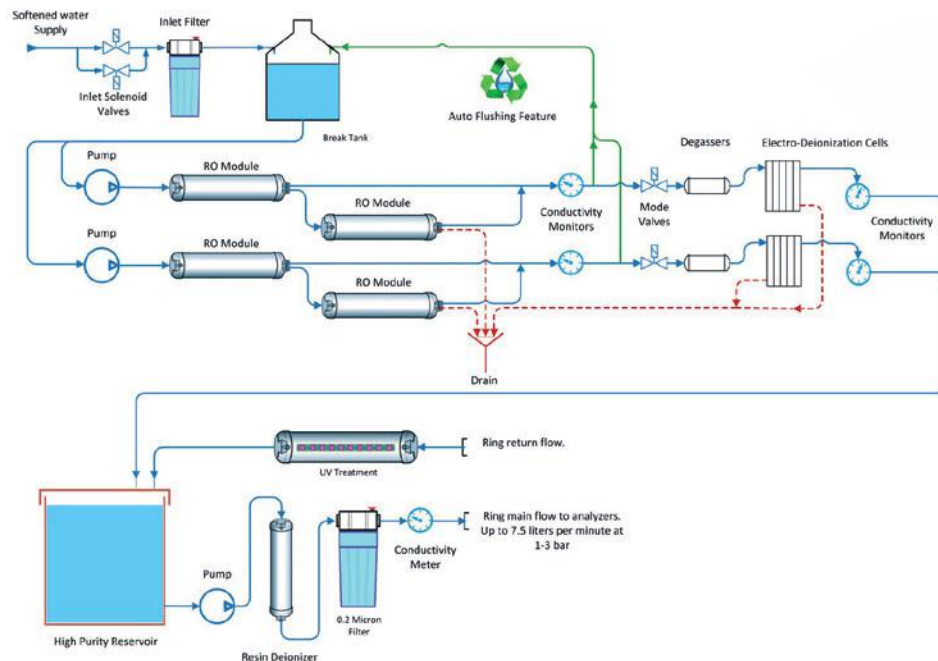 Softened water
Supply
Inlet Filter
Inlet Solenoid
Valves
Break Tank
Auto Flushing Feature
Pump
RO Module
RO Module
Pump
RO Module
RO Module
Conductivity
Monitors
Mode
Valves
Degassers
Electro-Deionization Cells
Conductivity
Monitors
Drain
Ring return flow.
UV Treatment
Ring main flow to analyzers.
Up to 7.5 liters per minute at
1-3 bar
Conductivity
Meter
Pump
0.2 Micron
Filter
High Purity Reservoir
Resin Deionizer